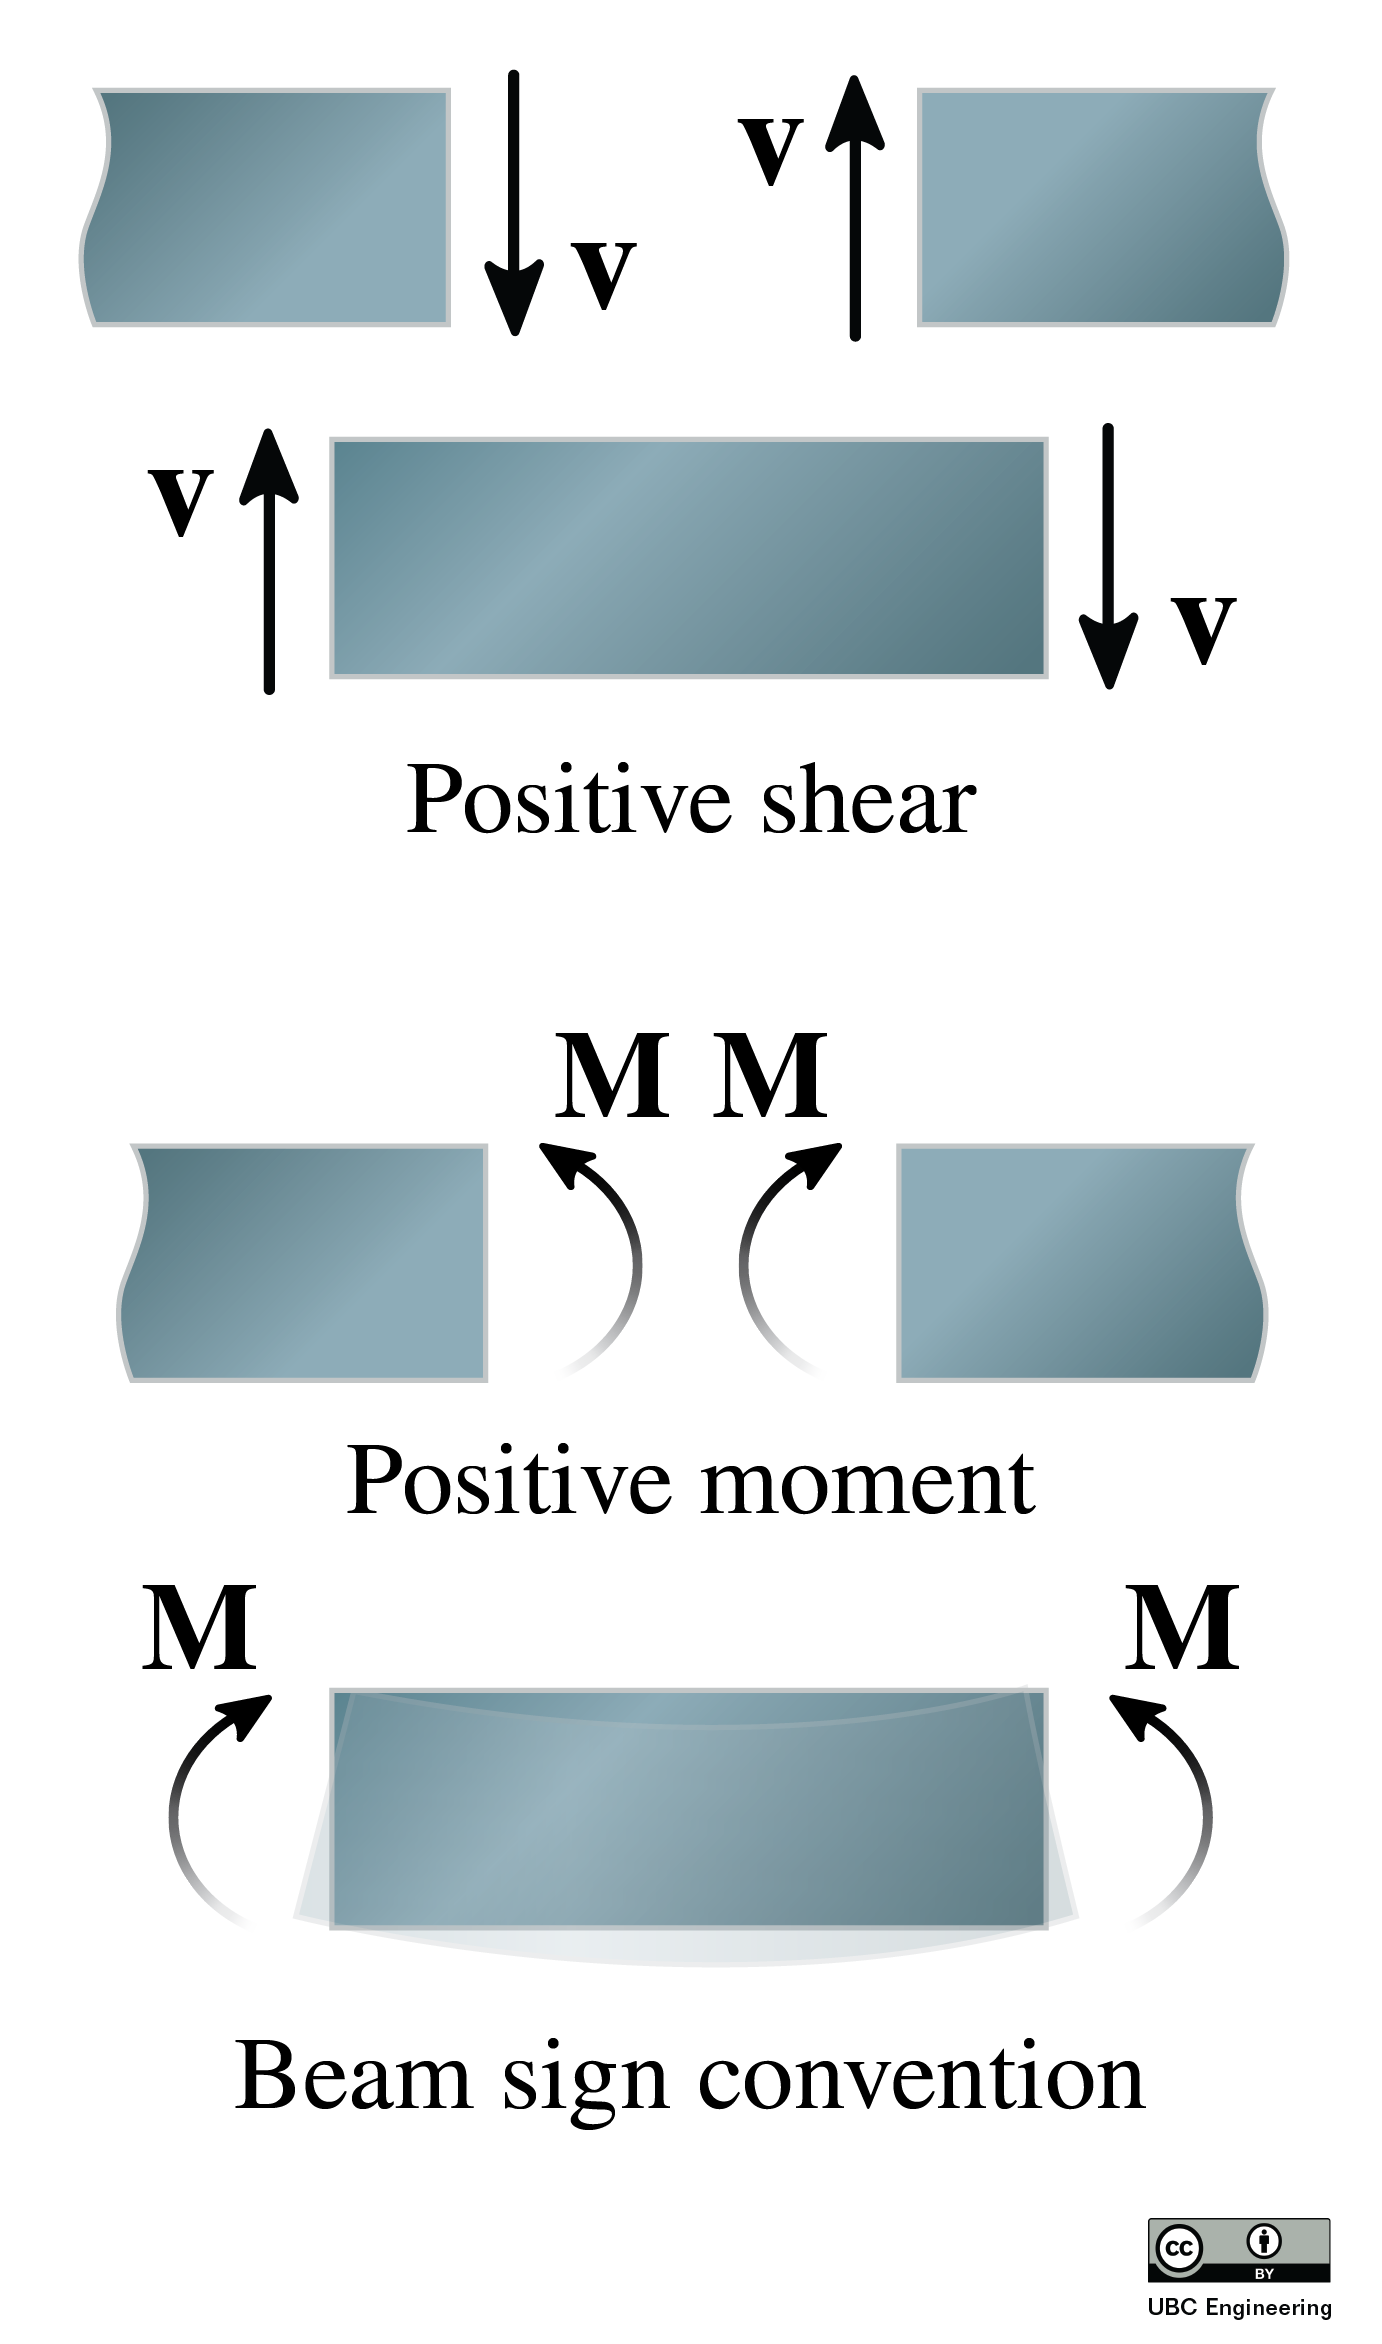 v
v
v
v
Positive shear
M M
Positive moment
M
M
Beam sign convention
cc
BY
UBC Engineering